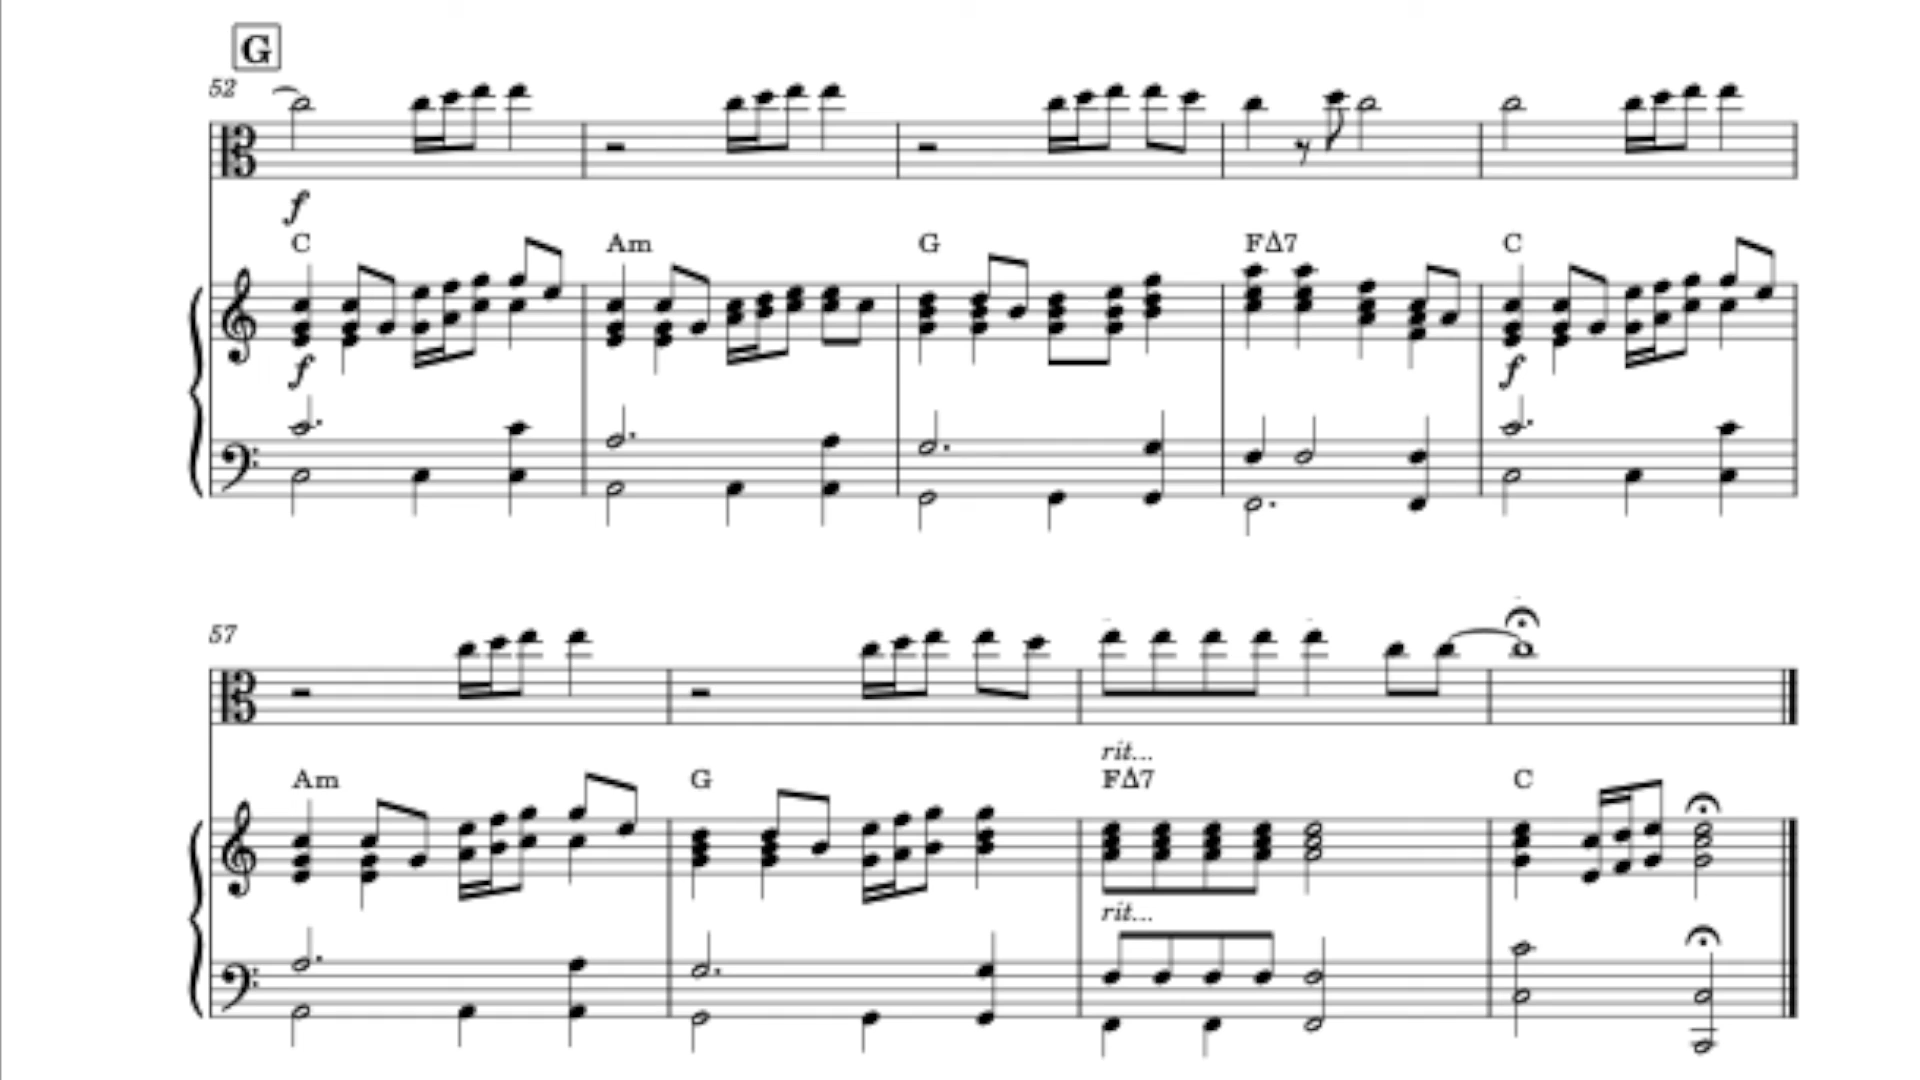 G
52
f
C Am G FΔ7 C
f f
57
rit...
Am G FΔ7 C
rit...